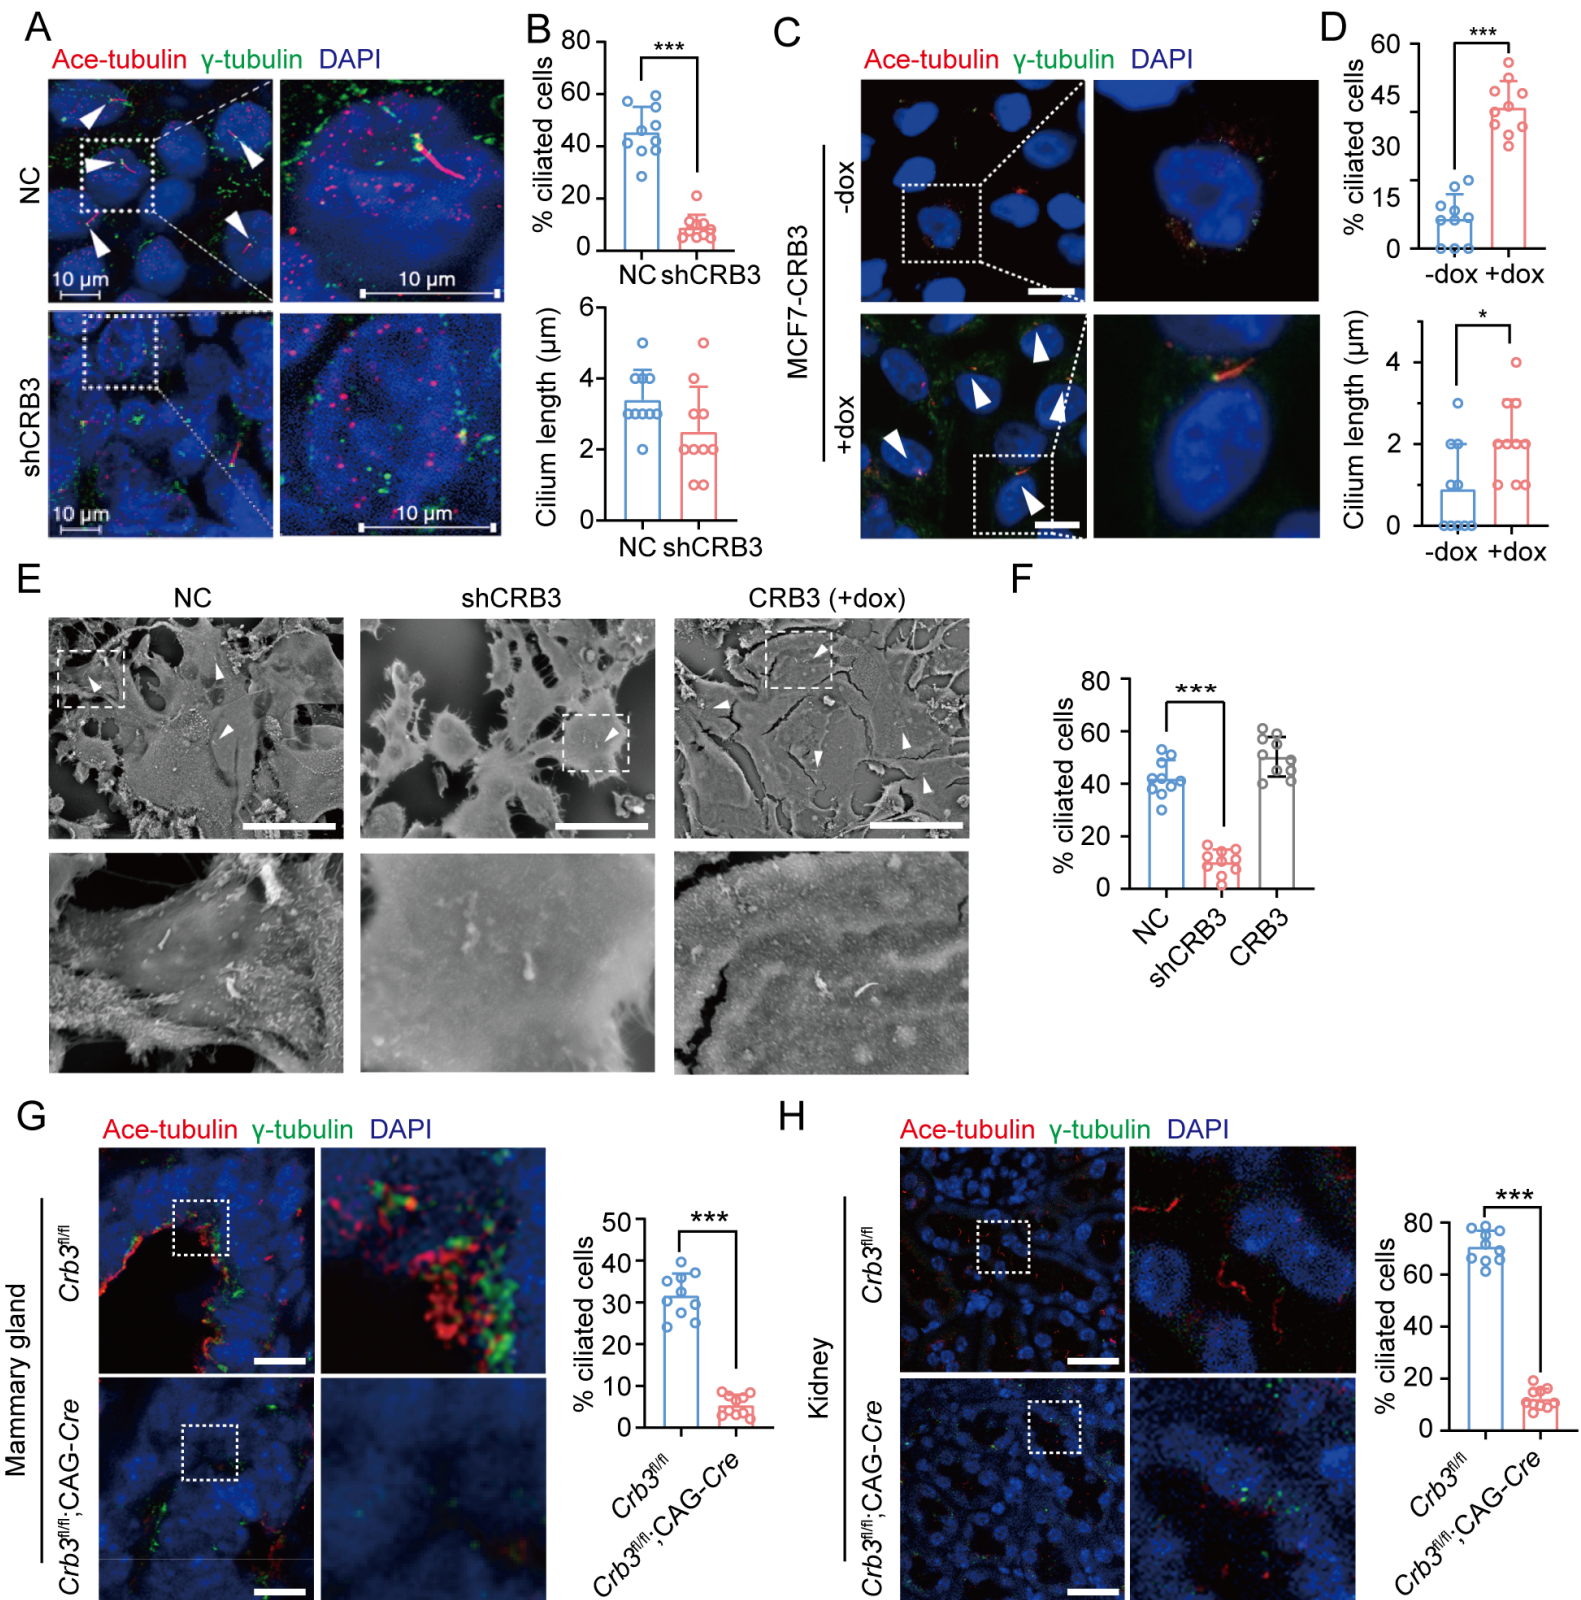 A
Ace-tubulin γ-tubulin DAPI
NC
10 µm
10 µm
shCRB3
10 µm
10 µm
B
% ciliated cells
80
60
40
20
0
***
NC shCRB3
Cilium length (µm)
6
4
2
0
NC shCRB3
C
Ace-tubulin γ-tubulin DAPI
MCF7-CRB3
-dox
+dox
D
% ciliated cells
60
45
30
15
0
***
-dox +dox
Cilium length (µm)
4
2
0
*
-dox +dox
E
NC
shCRB3
CRB3 (+dox)
F
% ciliated cells
80
60
40
20
0
***
NC
shCRB3
CRB3
G
Ace-tubulin γ-tubulin DAPI
Mammary gland
Crb3fl/fl
Crb3fl/fl;CAG-Cre
% ciliated cells
50
40
30
20
10
0
***
Crb3fl/fl
Crb3fl/fl;CAG-Cre
H
Ace-tubulin γ-tubulin DAPI
Kidney
Crb3fl/fl
Crb3fl/fl;CAG-Cre
% ciliated cells
80
60
40
20
0
***
Crb3fl/fl
Crb3fl/fl;CAG-Cre